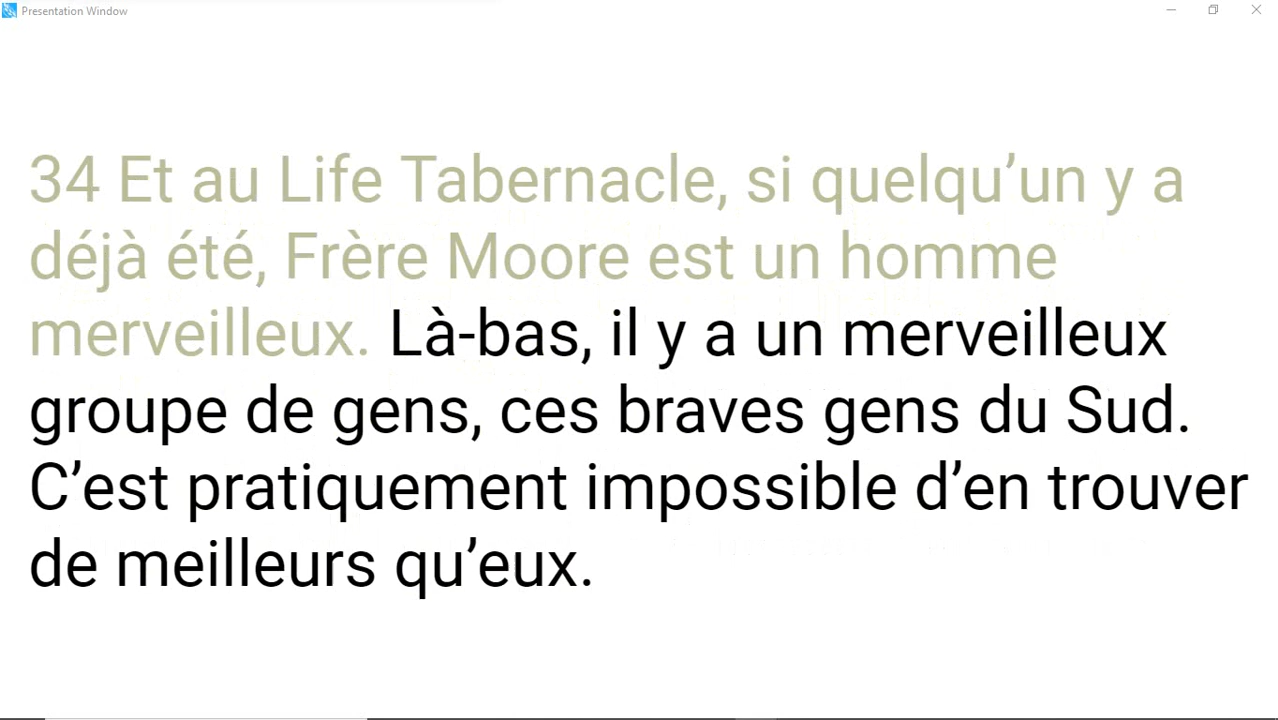 Presentation Window
34 Et au Life Tabernacle, si quelqu’un y a
déjà été, Frère Moore est un homme
merveilleux. Là-bas, il y a un merveilleux
groupe de gens, ces braves gens du Sud.
C’est pratiquement impossible d’en trouver
de meilleurs qu’eux.